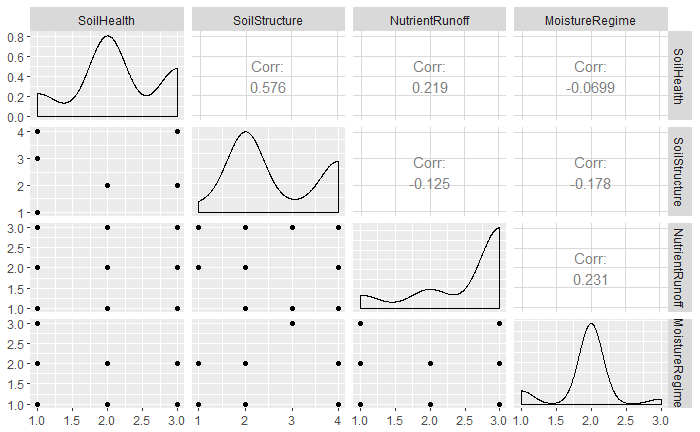 SoilHealth SoilStructure NutrientRunoff MoistureRegime
0.8
0.6
0.4
0.2
0.0
Corr:
0.576
Corr:
0.219
Corr:
-0.0699
SoilHealth
4
3
2
1
Corr:
-0.125
Corr:
-0.178
SoilStructure
3.0
2.5
2.0
1.5
1.0
Corr:
0.231
NutrientRunoff
3.0
2.5
2.0
1.5
1.0
MoistureRegime
1.0 1.5 2.0 2.5 3.0 1 2 3 4 1.0 1.5 2.0 2.5 3.0 1.0 1.5 2.0 2.5 3.0